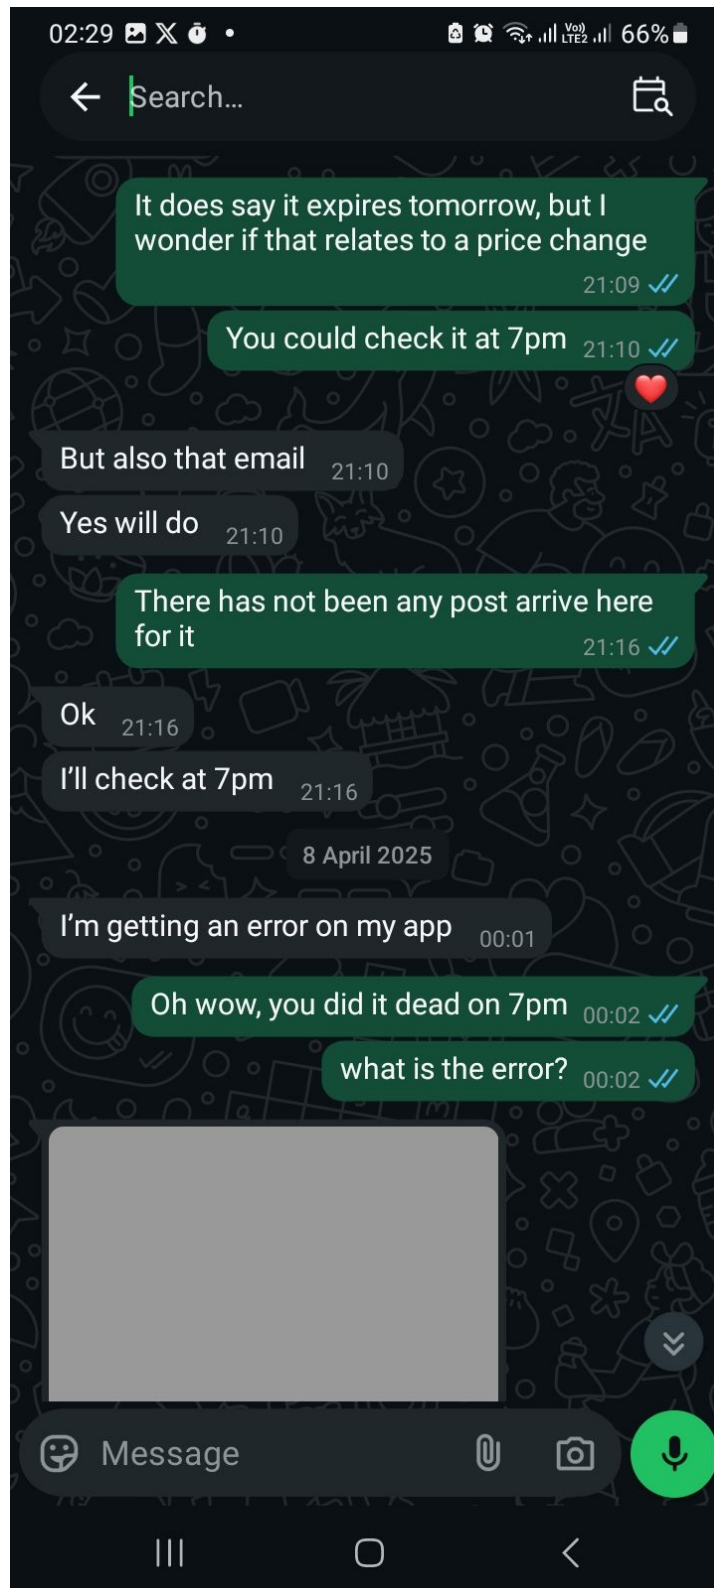 02:29
66%
Search...
It does say it expires tomorrow, but I
wonder if that relates to a price change
21:09
You could check it at 7pm 21:10
But also that email 21:10
Yes will do 21:10
There has not been any post arrive here
for it
21:16
Ok 21:16
I’ll check at 7pm 21:16
8 April 2025
I’m getting an error on my app 00:01
Oh wow, you did it dead on 7pm 00:02
what is the error? 00:02
Message